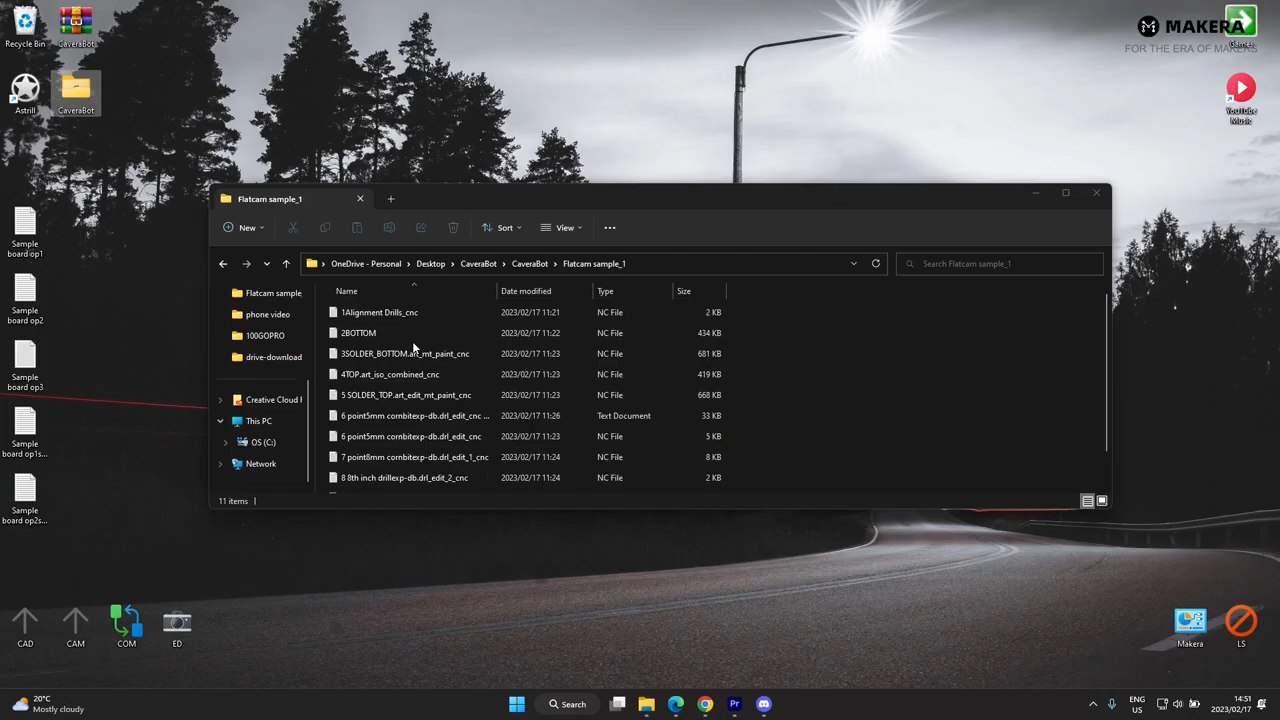 Recycle Bin
CaveraBot
MAKERA
FOR THE ERA OF MAKERS
Games
Astrill
CaveraBot
YouTube
Music
Sample
board op1
Sample
board op2
Sample
board op3
Sample
board op1s...
Sample
board op2s...
Flatcam sample_1
New
Sort
View
OneDrive - Personal > Desktop > CaveraBot > CaveraBot > Flatcam sample_1
Search Flatcam sample_1
Name Date modified Type Size
Flatcam sample
phone video
100GOPRO
drive-download
Creative Cloud F
This PC
OS (C:)
Network
1Alignment Drills_cnc 2023/02/17 11:21 NC File 2 KB
2BOTTOM 2023/02/17 11:22 NC File 434 KB
3SOLDER_BOTTOM.art_mt_paint_cnc 2023/02/17 11:23 NC File 681 KB
4TOP.art_iso_combined_cnc 2023/02/17 11:23 NC File 419 KB
5 SOLDER_TOP.art_edit_mt_paint_cnc 2023/02/17 11:23 NC File 668 KB
6 point5mm cornbitexp-db.drl_edit_cnc ... 2023/02/17 11:26 Text Document 33 KB
6 point5mm cornbitexp-db.drl_edit_cnc 2023/02/17 11:23 NC File 5 KB
7 point8mm cornbitexp-db.drl_edit_1_cnc 2023/02/17 11:24 NC File 8 KB
8 8th inch drillexp-db.drl_edit_2_cnc 2023/02/17 11:24 NC File 2 KB
11 items
CAD
CAM
COM
ED
Makera
LS
20°C
Mostly cloudy
Search
ENG
US
14:51
2023/02/17